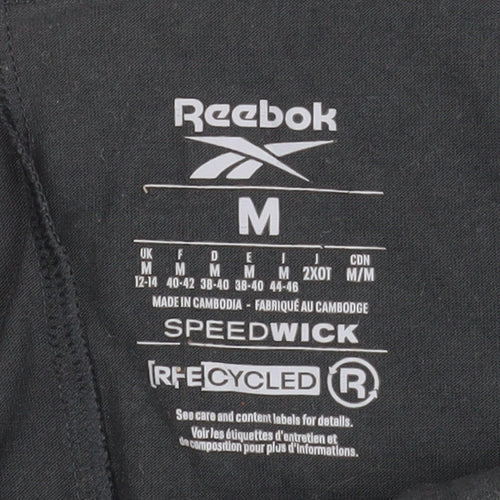 Reebok
M
UK F D E I J CDN
M M M M M 2XOT M/M
12-14 40-42 38-40 38-40 44-46
MADE IN CAMBODIA - FABRIQUÉ AU CAMBODGE
SPEEDWICK
[RE]CYCLED R
See care and content labels for details.
Voir les étiquettes d'entretien et
de composition pour plus d'informations.